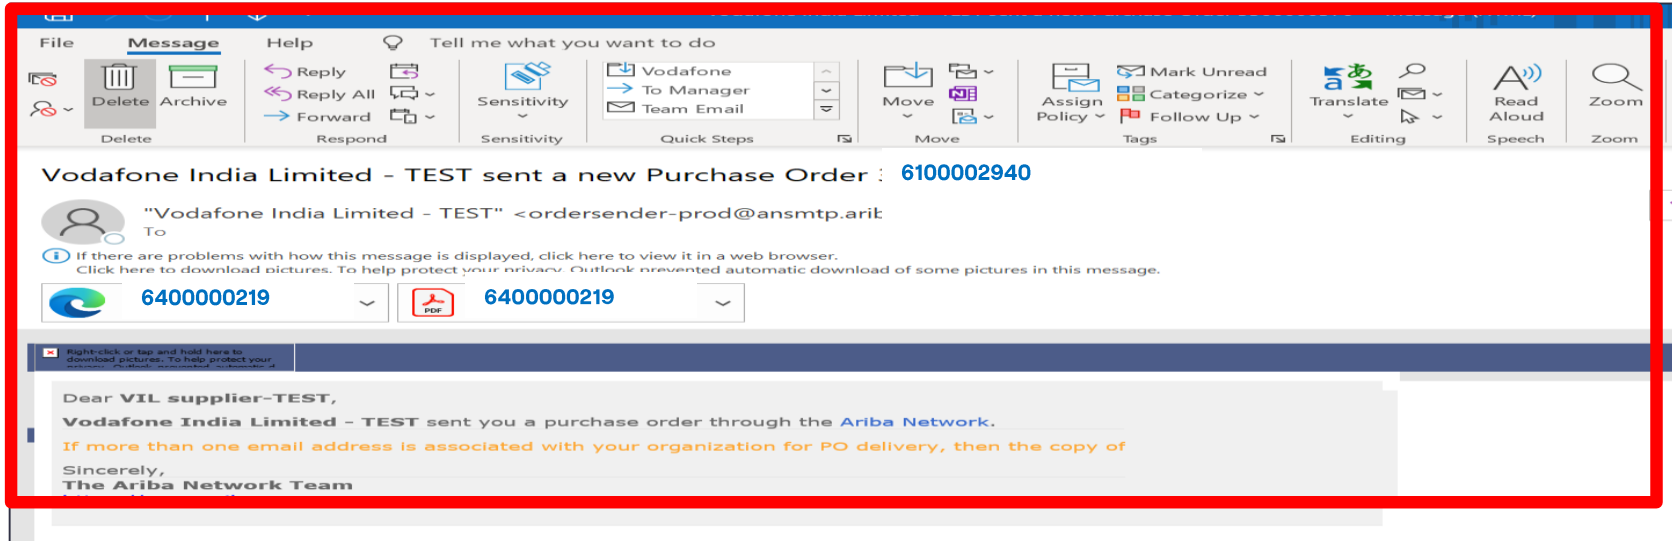 File Message Help Tell me what you want to do
Delete Archive
Reply
Reply All
Forward
Sensitivity
Vodafone
To Manager
Team Email
Move
Assign Policy
Mark Unread
Categorize
Follow Up
Translate
Read Aloud
Zoom
Delete Respond Sensitivity Quick Steps Move Tags Editing Speech Zoom
Vodafone India Limited - TEST sent a new Purchase Order 6100002940
"Vodafone India Limited - TEST" <ordersender-prod@ansmtp.arib
To
If there are problems with how this message is displayed, click here to view it in a web browser.
Click here to download pictures. To help protect your privacy, Outlook prevented automatic download of some pictures in this message.
6400000219 PDF 6400000219
Right-click or tap and hold here to
download pictures. To help protect your
Dear VIL supplier-TEST,
Vodafone India Limited - TEST sent you a purchase order through the Ariba Network.
If more than one email address is associated with your organization for PO delivery, then the copy of
Sincerely,
The Ariba Network Team